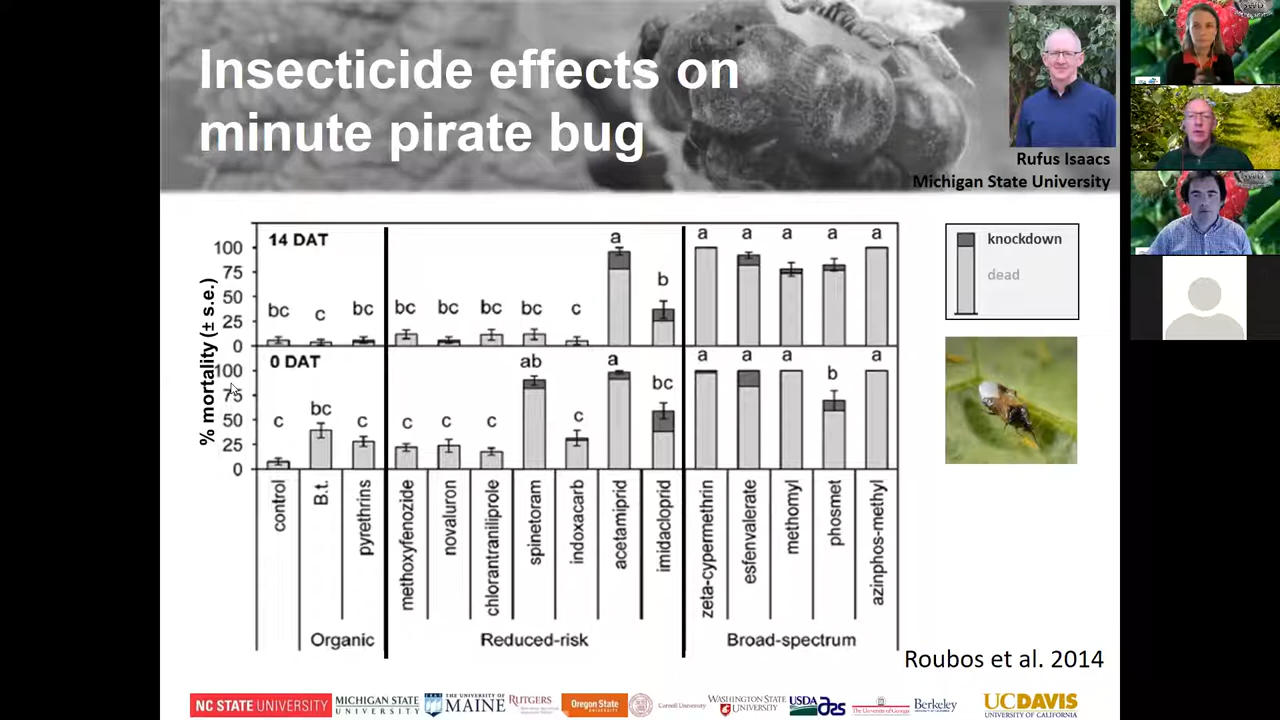 Insecticide effects on
minute pirate bug
Rufus Isaacs
Michigan State University
knockdown
dead
% mortality (± s.e.)
14 DAT
100
75
50
25
0
bc
c
bc
bc
bc
bc
bc
c
a
b
a
a
a
a
a
0 DAT
100
75
50
25
0
c
bc
c
c
c
c
ab
c
a
bc
a
a
a
b
a
control
B.t.
pyrethrins
methoxyfenozide
novaluron
chlorantraniliprole
spinetoram
indoxacarb
acetamiprid
imidacloprid
zeta-cypermethrin
esfenvalerate
methomyl
phosmet
azinphos-methyl
Organic
Reduced-risk
Broad-spectrum
Roubos et al. 2014
NC STATE UNIVERSITY
MICHIGAN STATE
UNIVERSITY
THE UNIVERSITY OF
MAINE
RUTGERS
Oregon State
Cornell University
WASHINGTON STATE
UNIVERSITY
USDA
Berkeley
UCDAVIS
UNIVERSITY OF CALIFORNIA